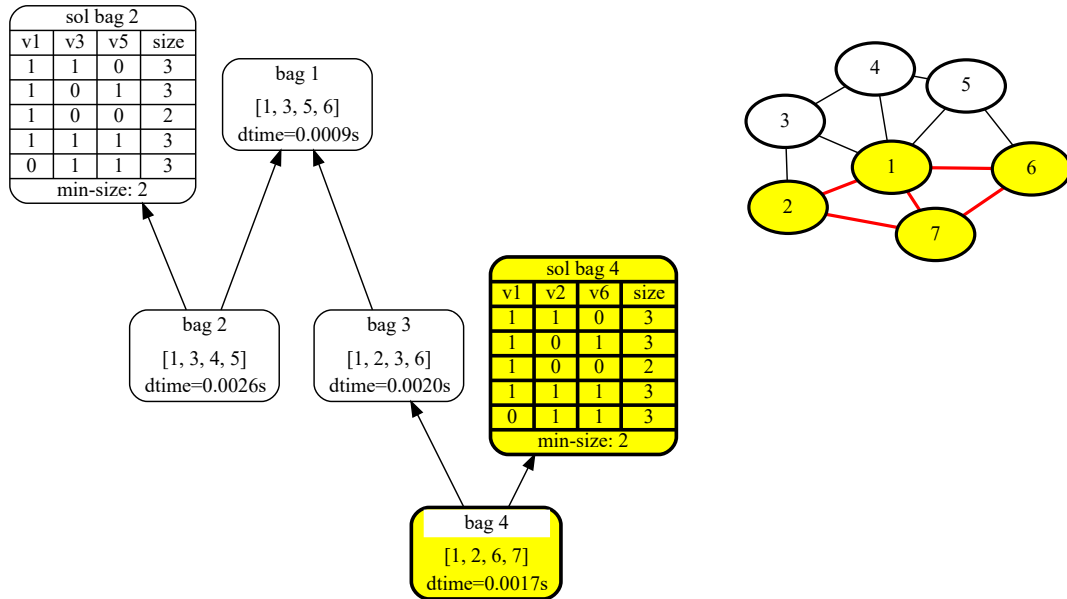 sol bag 2
v1 v3 v5 size
1 1 0 3
1 0 1 3
1 0 0 2
1 1 1 3
0 1 1 3
min-size: 2
bag 1
[1, 3, 5, 6]
dtime=0.0009s
4
5
3
1
6
2
7
bag 2
[1, 3, 4, 5]
dtime=0.0026s
bag 3
[1, 2, 3, 6]
dtime=0.0020s
sol bag 4
v1 v2 v6 size
1 1 0 3
1 0 1 3
1 0 0 2
1 1 1 3
0 1 1 3
min-size: 2
bag 4
[1, 2, 6, 7]
dtime=0.0017s